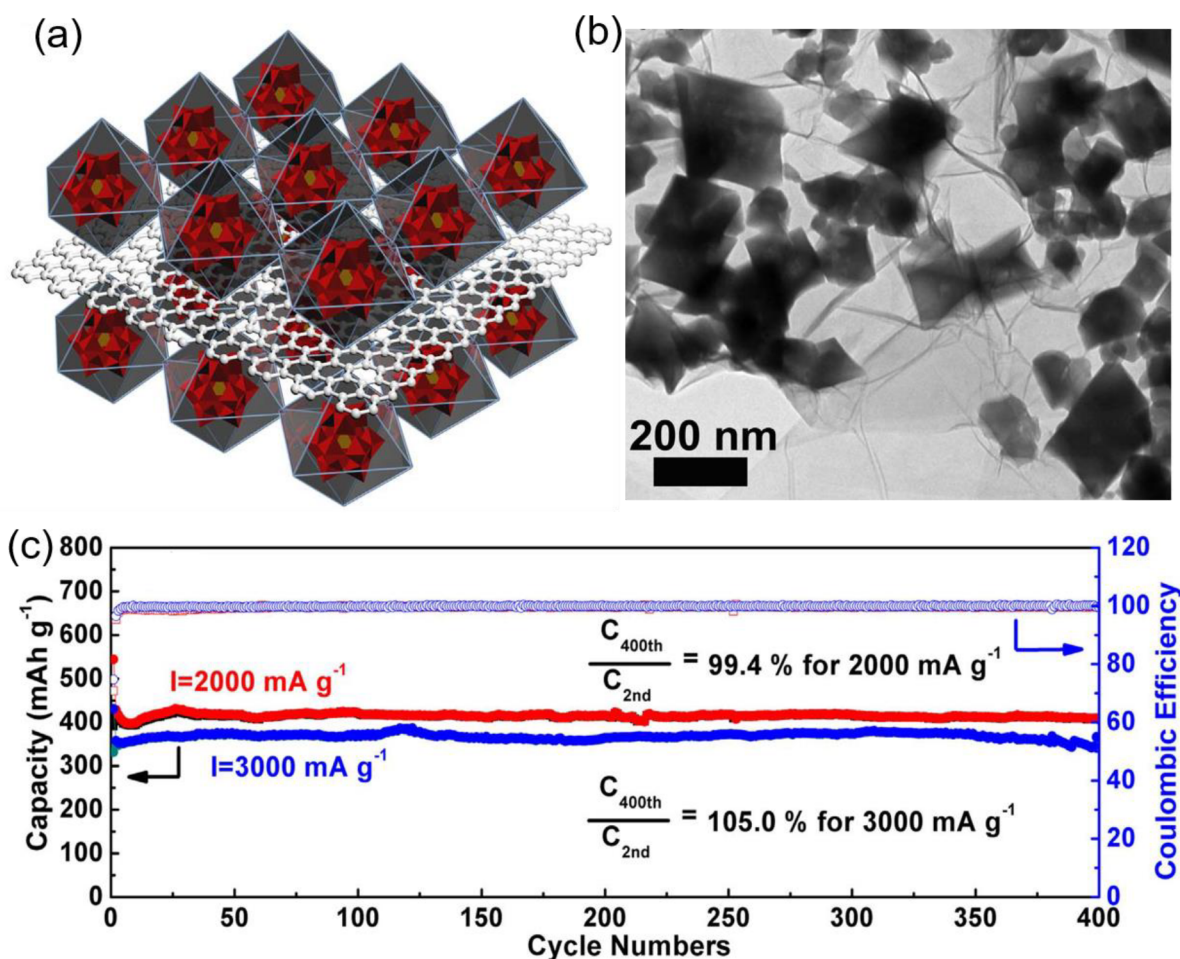 (a)
(b)
200 nm
(c)
Capacity (mAh g⁻¹)
800
700
600
500
400
300
200
100
0
120
100
80
60
40
20
0
Coulombic Efficiency
I=2000 mA g⁻¹
I=3000 mA g⁻¹
C400th
C2nd
= 99.4 % for 2000 mA g⁻¹
C400th
C2nd
= 105.0 % for 3000 mA g⁻¹
0 50 100 150 200 250 300 350 400
Cycle Numbers